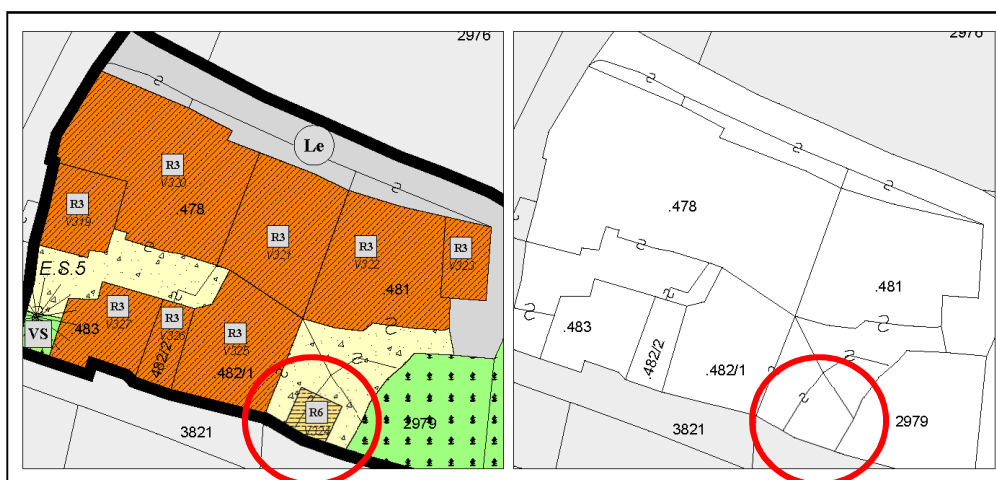 2976
Le
R3
V320
R3
V319
.478
R3
V321
R3
V322
R3
V323
E.S.5
.481
R3
V327
R3
V326
R3
V325
VS
.483
.482/2
.482/1
R6
V324
3821
2979
2976
.478
.481
.483
.482/2
.482/1
3821
2979